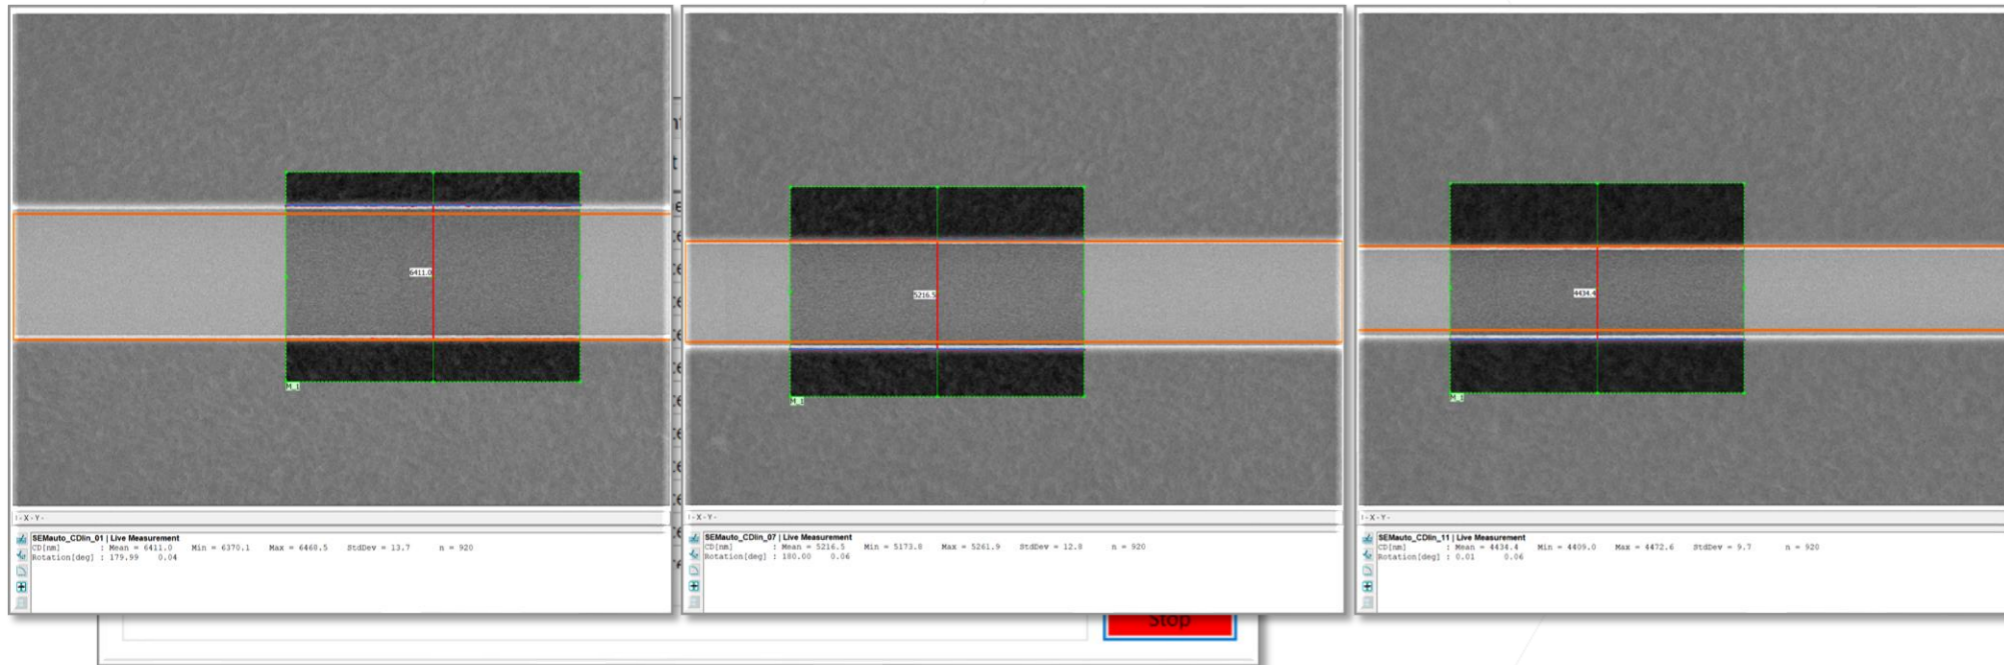 6411.0
M_1
I-X-Y-
SEMauto_CDlin_01 | Live Measurement
CD[nm] : Mean = 6411.0 Min = 6370.1 Max = 6468.5 StdDev = 13.7 n = 920
Rotation[deg] : 179.99 0.04
5216.5
M_1
I-X-Y-
SEMauto_CDlin_07 | Live Measurement
CD[nm] : Mean = 5216.5 Min = 5173.8 Max = 5261.9 StdDev = 12.8 n = 920
Rotation[deg] : 180.00 0.06
4434.4
M_1
I-X-Y-
SEMauto_CDlin_11 | Live Measurement
CD[nm] : Mean = 4434.4 Min = 4409.0 Max = 4472.6 StdDev = 9.7 n = 920
Rotation[deg] : 0.01 0.06
Stop